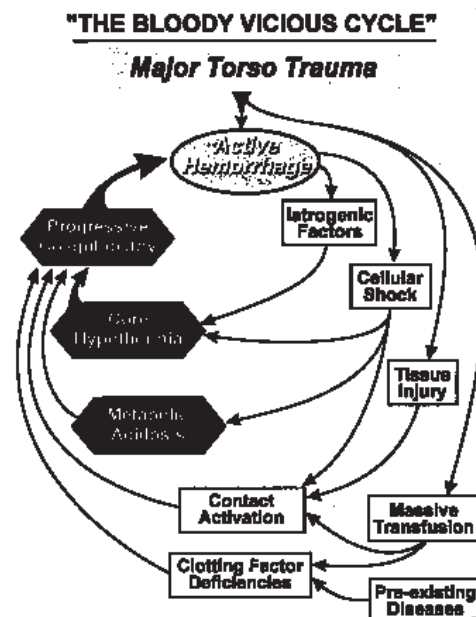 "THE BLOODY VICIOUS CYCLE"
Major Torso Trauma
Active
Hemorrhage
Iatrogenic
Factors
Progressive
Coagulopathy
Cellular
Shock
Core
Hypothermia
Tissue
Injury
Metabolic
Acidosis
Contact
Activation
Massive
Transfusion
Clotting Factor
Deficiencies
Pre-existing
Diseases